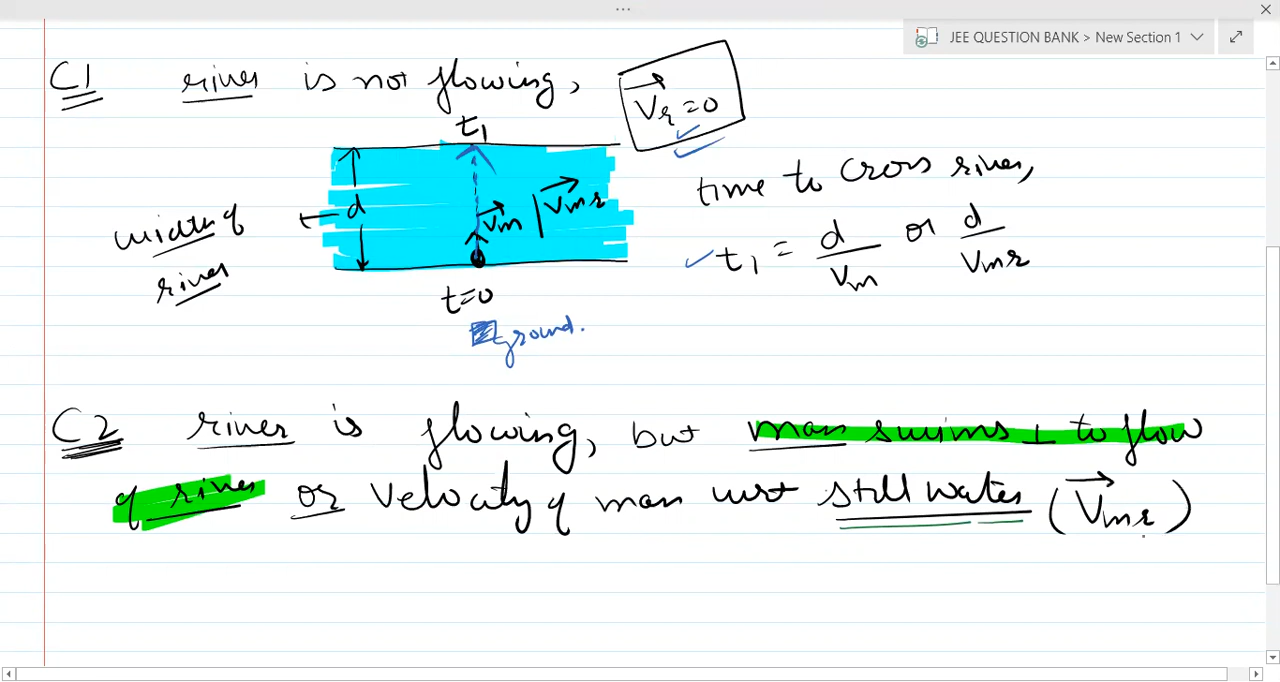 ...
JEE QUESTION BANK > New Section 1
C1 river is not flowing, V⃗r = 0
t1
time to cross river,
width of river
d
V⃗m | V⃗mr
t1 = d/Vm or d/Vmr
t=0
ground.
C2 river is flowing, but man swims ⊥ to flow
of river or velocity of man wrt still water (V⃗mr)